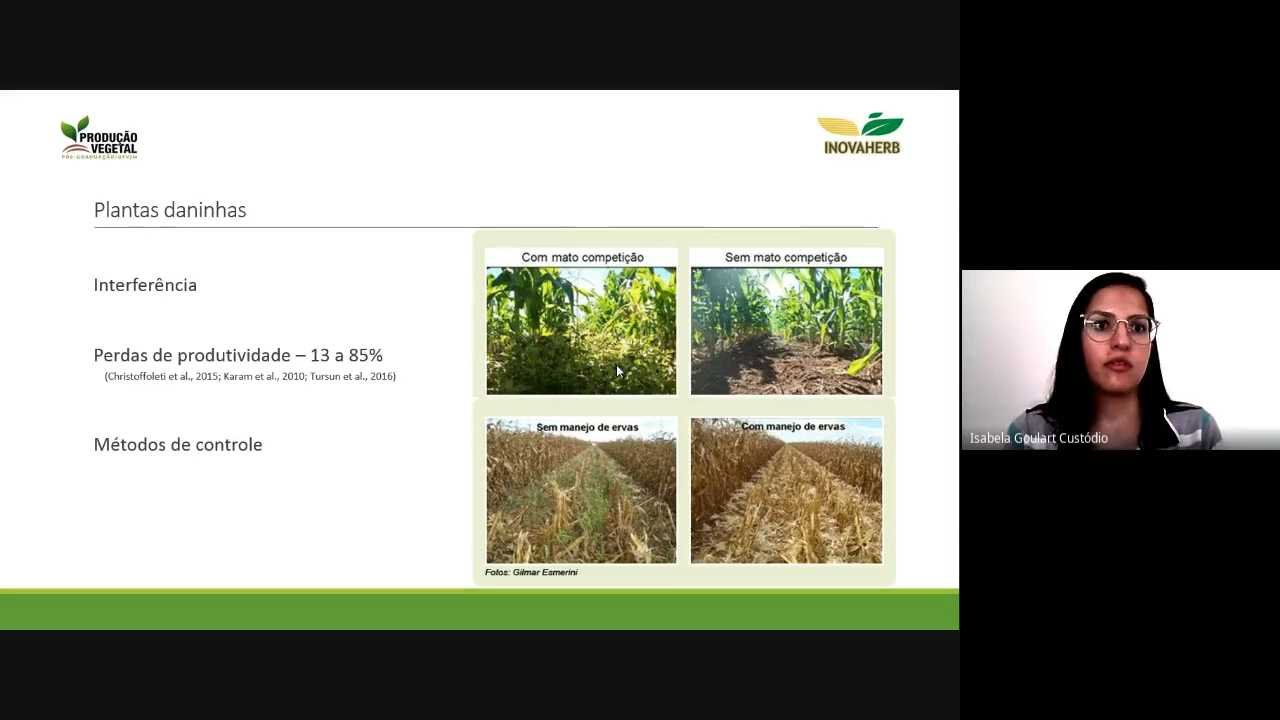 PRODUÇÃO
VEGETAL
PÓS-GRADUAÇÃO/UFVJM
INOVAHERB
Plantas daninhas
Interferência
Perdas de produtividade – 13 a 85%
(Christoffoleti et al., 2015; Karam et al., 2010; Tursun et al., 2016)
Métodos de controle
Com mato competição
Sem mato competição
Sem manejo de ervas
Com manejo de ervas
Fotos: Gilmar Esmerini
Isabela Goulart Custódio